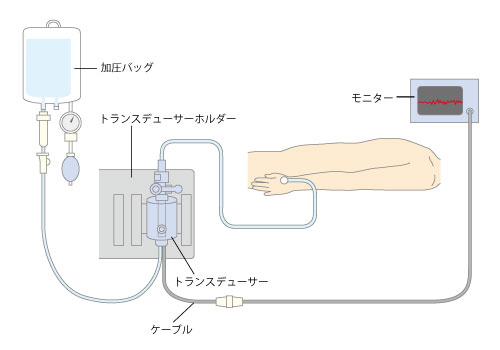 加圧バッグ
モニター
トランスデューサーホルダー
トランスデューサー
ケーブル